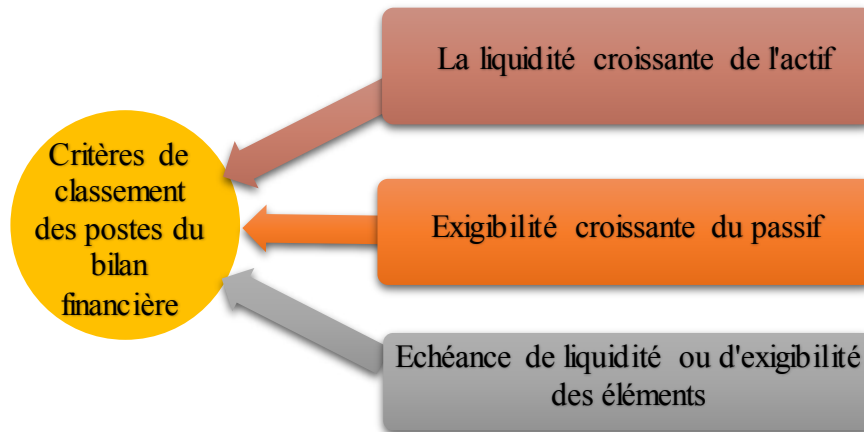 Critères de
classement
des postes du
bilan
financière
La liquidité croissante de l'actif
Exigibilité croissante du passif
Echéance de liquidité ou d'exigibilité
des éléments